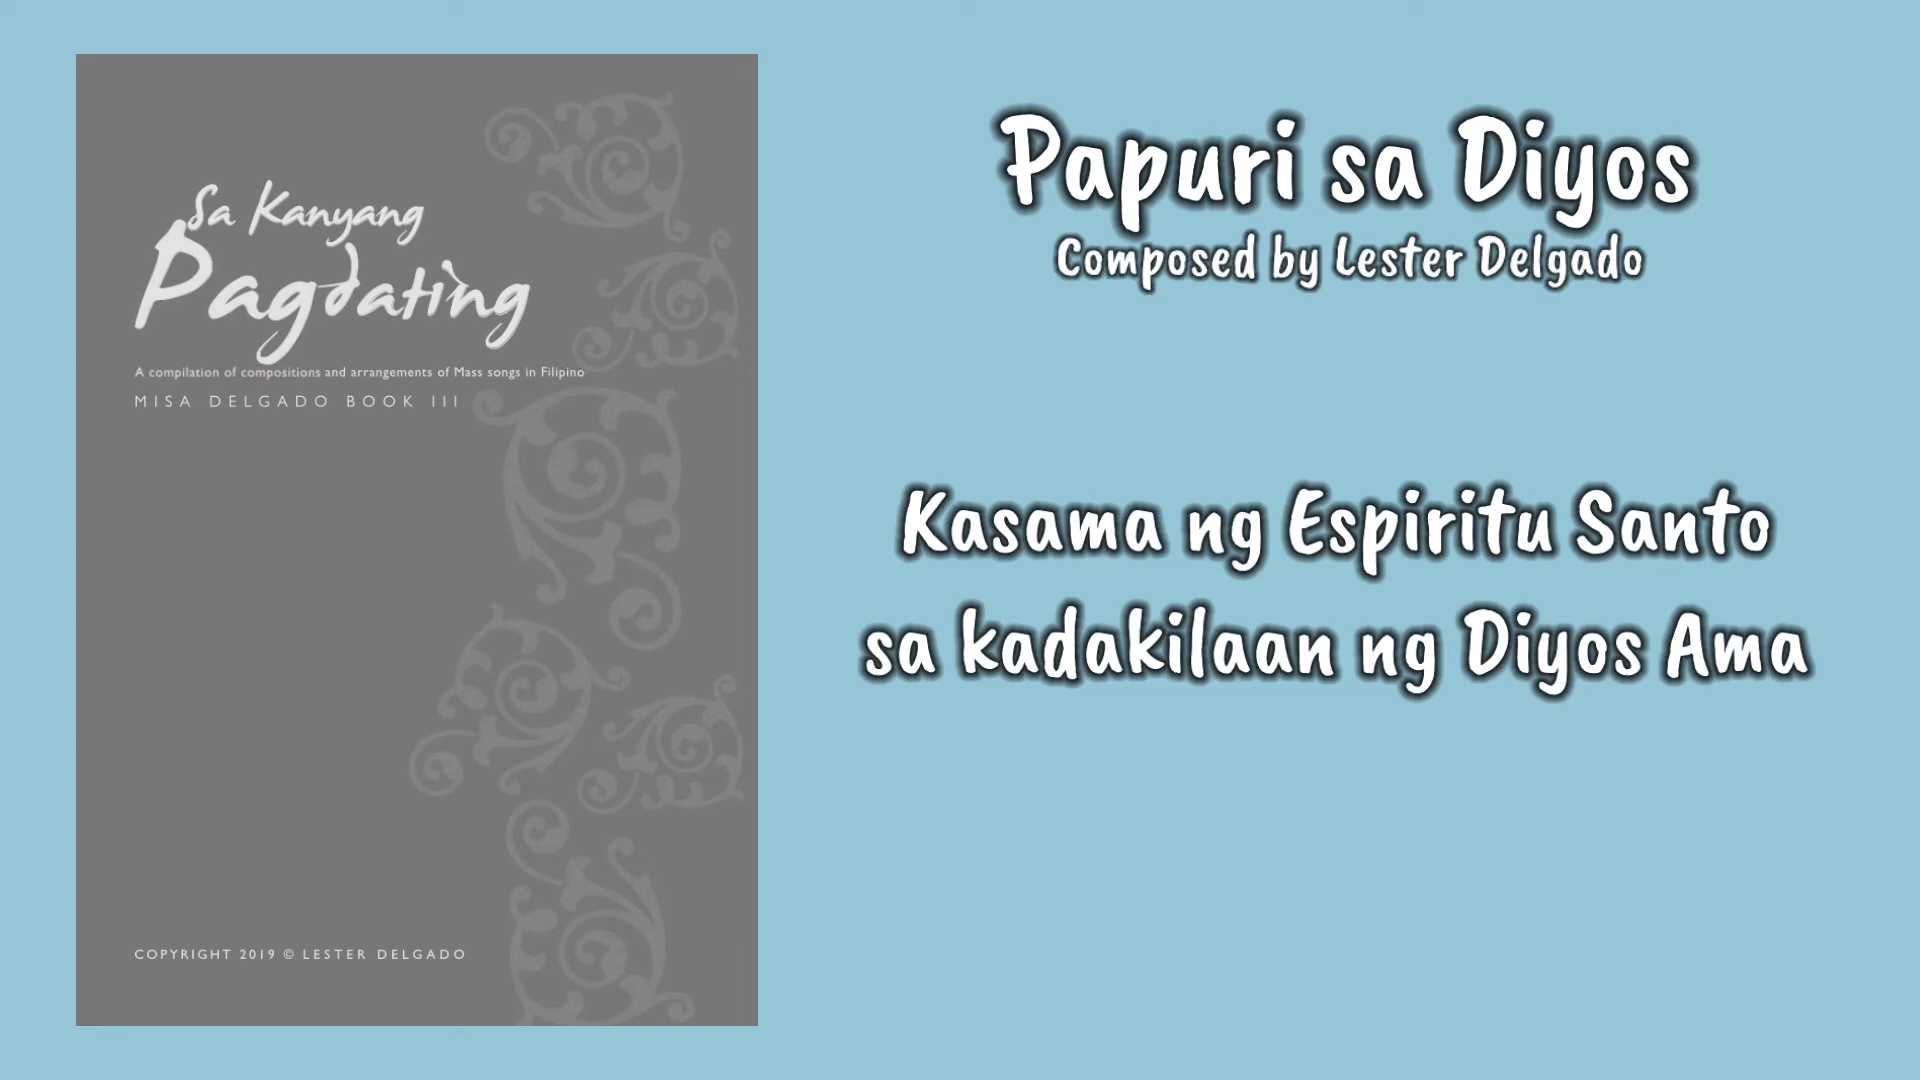 Sa Kanyang
Pagdating
A compilation of compositions and arrangements of Mass songs in Filipino
MISA DELGADO BOOK III
COPYRIGHT 2019 © LESTER DELGADO
Papuri sa Diyos
Composed by Lester Delgado
Kasama ng Espiritu Santo
sa kadakilaan ng Diyos Ama